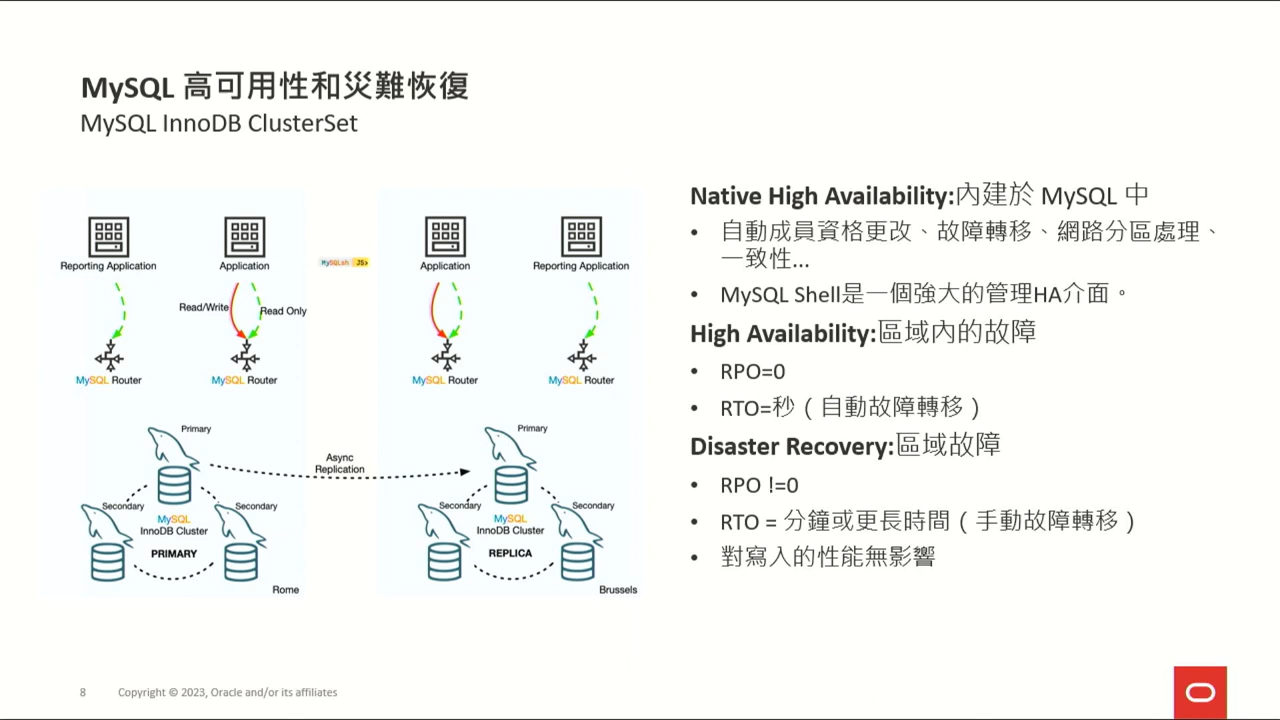 MySQL 高可用性和災難恢復
MySQL InnoDB ClusterSet
Reporting Application
Application
MySQLsh JS>
Application
Reporting Application
Read/Write
Read Only
MySQL Router
MySQL Router
MySQL Router
MySQL Router
Primary
Primary
Async
Replication
Secondary
Secondary
Secondary
Secondary
MySQL
InnoDB Cluster
PRIMARY
MySQL
InnoDB Cluster
REPLICA
Rome
Brussels
Native High Availability:內建於 MySQL 中
• 自動成員資格更改、故障轉移、網路分區處理、
一致性...
• MySQL Shell是一個強大的管理HA介面。
High Availability:區域內的故障
• RPO=0
• RTO=秒（自動故障轉移）
Disaster Recovery:區域故障
• RPO !=0
• RTO = 分鐘或更長時間（手動故障轉移）
• 對寫入的性能無影響
8
Copyright © 2023, Oracle and/or its affiliates